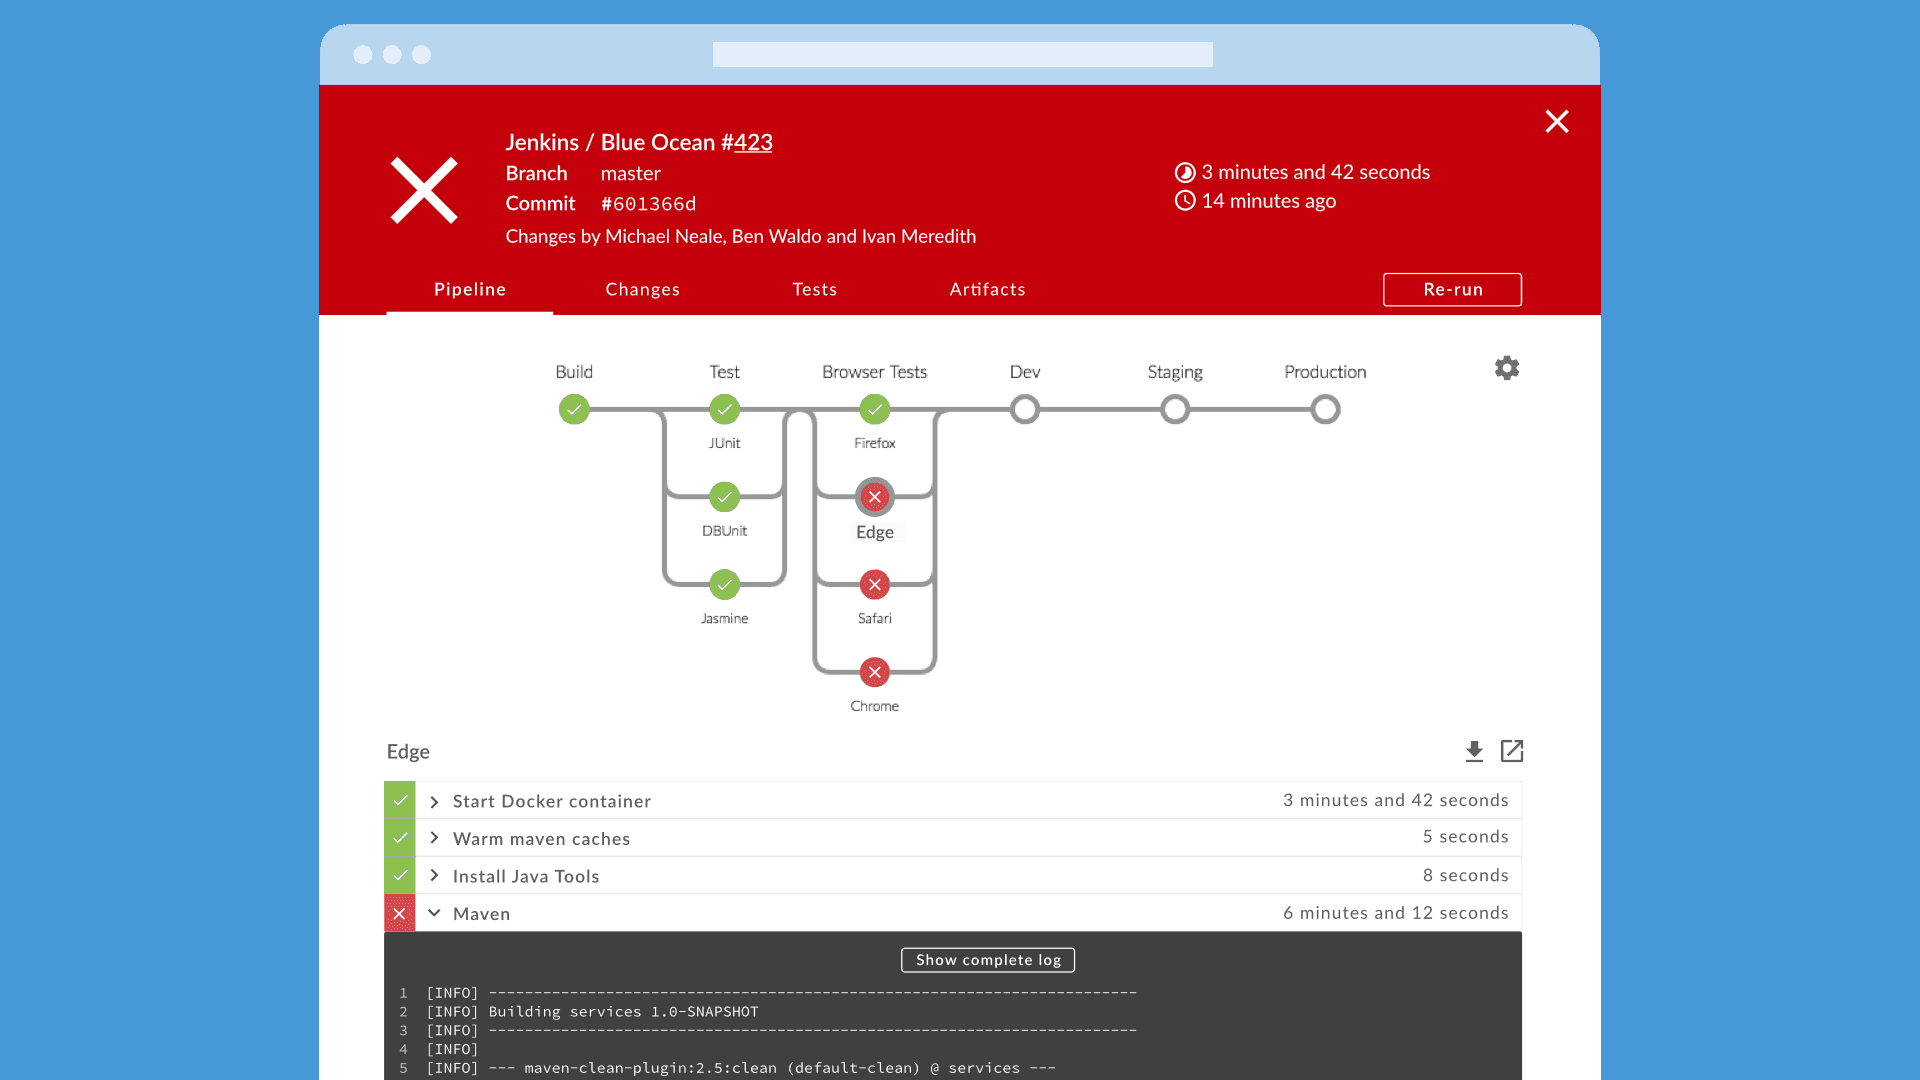 Jenkins / Blue Ocean #423
Branch master
Commit #601366d
Changes by Michael Neale, Ben Waldo and Ivan Meredith
3 minutes and 42 seconds
14 minutes ago
Pipeline Changes Tests Artifacts Re-run
Build Test Browser Tests Dev Staging Production
JUnit Firefox
DBUnit Edge
Jasmine Safari
Chrome
Edge
Start Docker container 3 minutes and 42 seconds
Warm maven caches 5 seconds
Install Java Tools 8 seconds
Maven 6 minutes and 12 seconds
Show complete log
1 [INFO] ------------------------------------------------------------------------
2 [INFO] Building services 1.0-SNAPSHOT
3 [INFO] ------------------------------------------------------------------------
4 [INFO]
5 [INFO] --- maven-clean-plugin:2.5:clean (default-clean) @ services ---